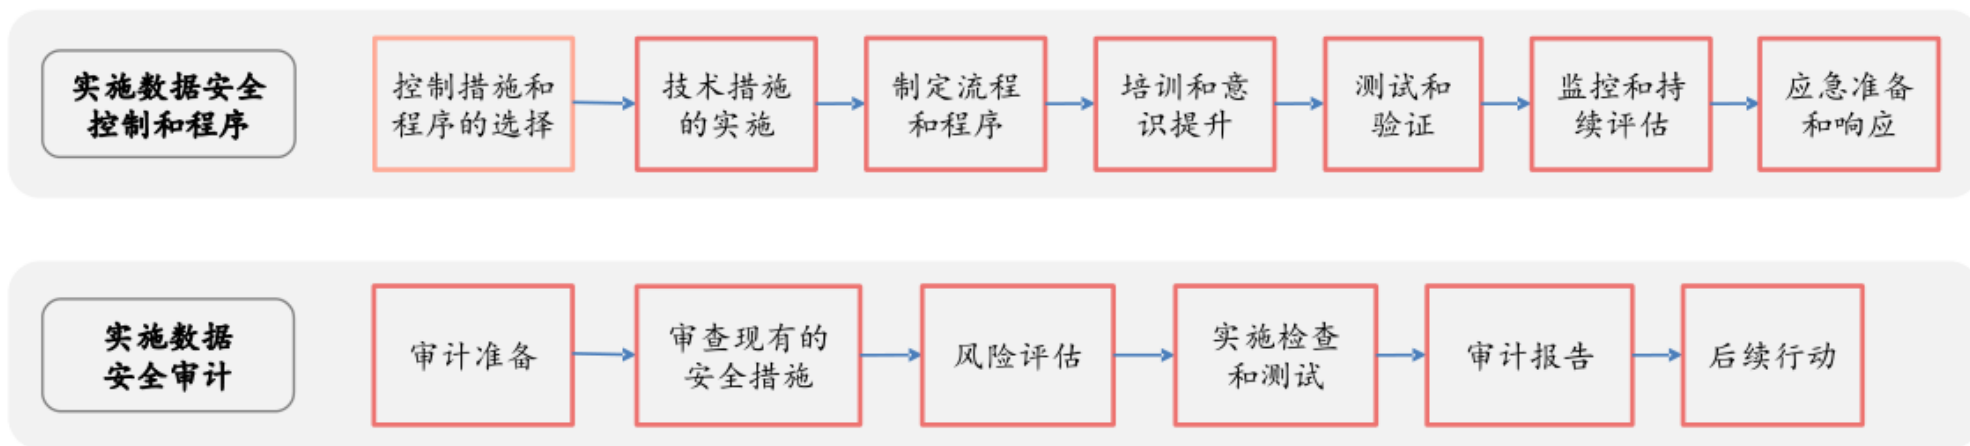 实施数据安全
控制和程序
控制措施和
程序的选择
技术措施
的实施
制定流程
和程序
培训和意
识提升
测试和
验证
监控和持
续评估
应急准备
和响应
实施数据
安全审计
审计准备
审查现有的
安全措施
风险评估
实施检查
和测试
审计报告
后续行动